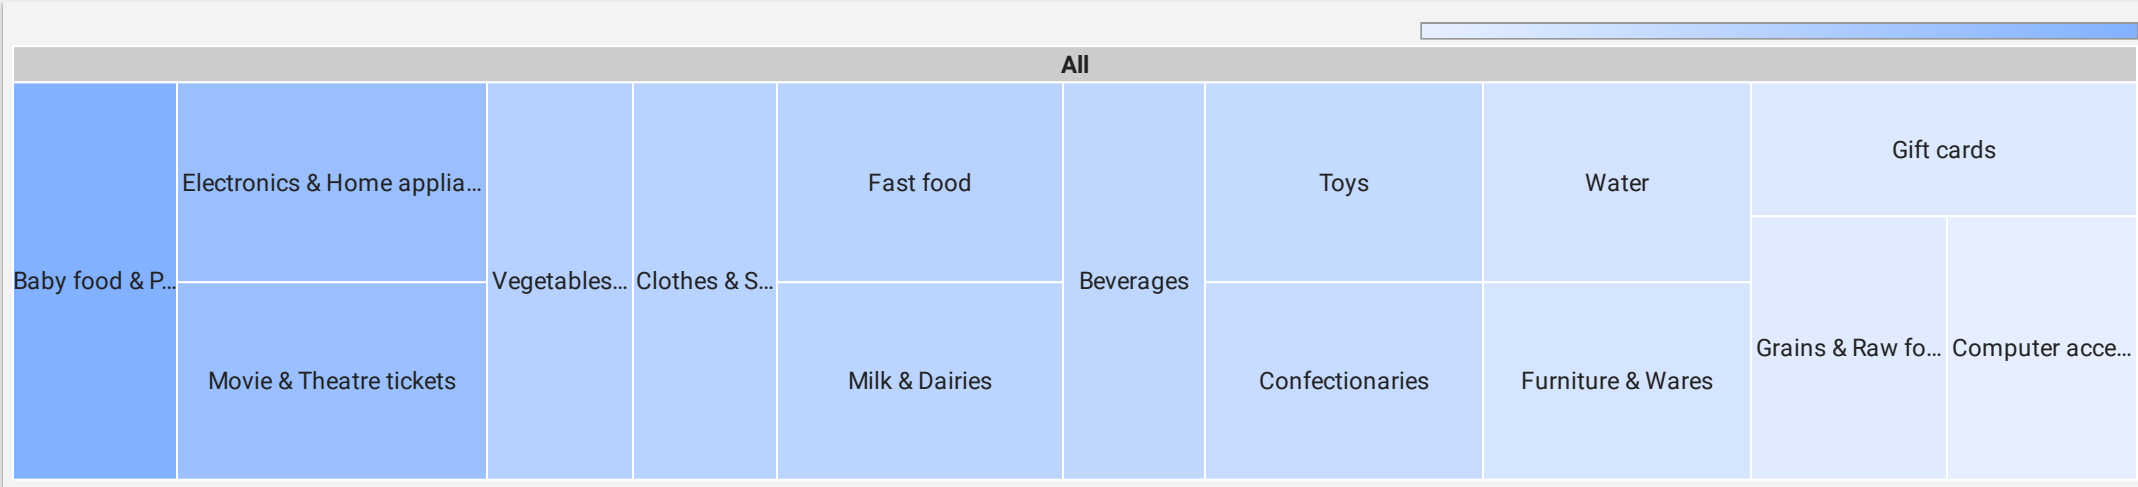 All
Baby food & P...
Electronics & Home applia...
Movie & Theatre tickets
Vegetables...
Clothes & S...
Fast food
Milk & Dairies
Beverages
Toys
Confectionaries
Water
Furniture & Wares
Gift cards
Grains & Raw fo...
Computer acce...